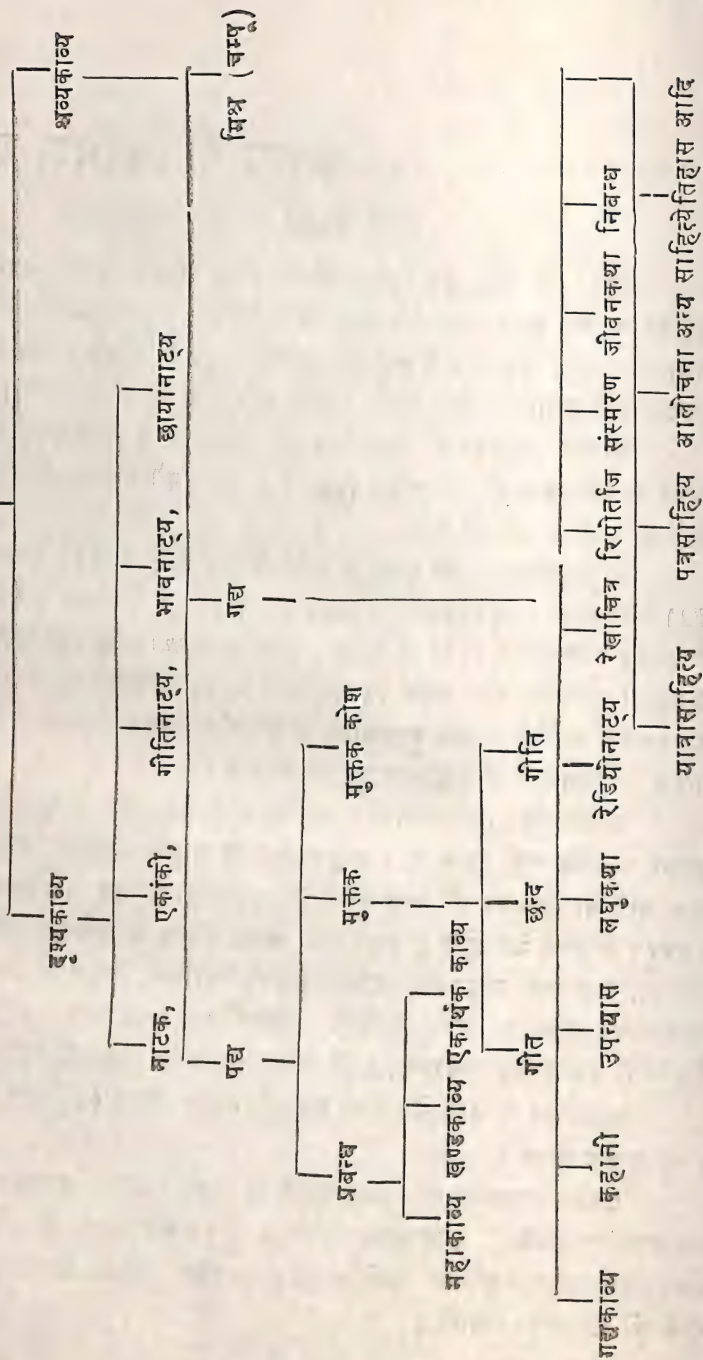 दृश्यकाव्य श्रव्यकाव्य
नाटक, एकांकी, गीतिनाट्य, भावनाट्य, छायानाट्य
पद्य गद्य मिश्र (चम्पू)
प्रबन्ध मुक्तक मुक्तक कोश
महाकाव्य खण्डकाव्य एकार्थक काव्य
गीत छन्द गीति
गद्यकाव्य कहानी उपन्यास लघुकथा रेडियोनाट्य रेखाचित्र रिपोर्ताज संस्मरण जीवनकथा निबन्ध
यात्रासाहित्य पत्रसाहित्य आलोचना अन्य साहित्येतिहास आदि